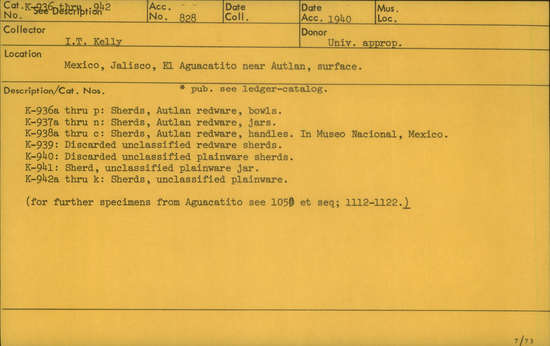 Cat. K-936 thru 942 Acc. Date Date Mus.
No. See Description No. 828 Coll. Acc. 1940 Loc.
Collector Donor
I.T. Kelly Univ. approp.
Location
Mexico, Jalisco, El Aguacatito near Autlan, surface.
Description/Cat. Nos. * pub. see ledger-catalog.
K-936a thru p: Sherds, Autlan redware, bowls.
K-937a thru n: Sherds, Autlan redware, jars.
K-938a thru c: Sherds, Autlan redware, handles. In Museo Nacional, Mexico.
K-939: Discarded unclassified redware sherds.
K-940: Discarded unclassified plainware sherds.
K-941: Sherd, unclassified plainware jar.
K-942a thru k: Sherds, unclassified plainware.
(for further specimens from Aguacatito see 1050 et seq; 1112-1122.)
7/73